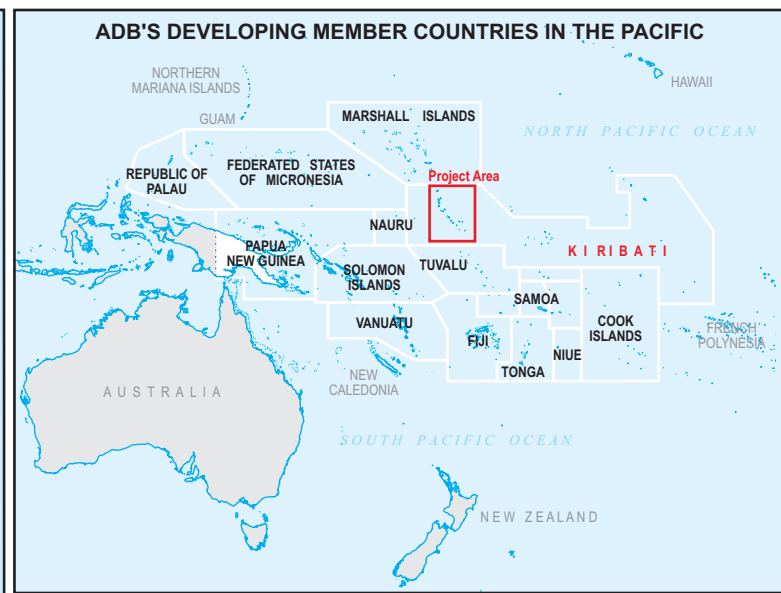 ADB'S DEVELOPING MEMBER COUNTRIES IN THE PACIFIC
NORTHERN
MARIANA ISLANDS
HAWAII
GUAM
MARSHALL ISLANDS
NORTH PACIFIC OCEAN
FEDERATED STATES
OF MICRONESIA
REPUBLIC OF
PALAU
Project Area
NAURU
KIRIBATI
PAPUA
NEW GUINEA
SOLOMON
ISLANDS
TUVALU
SAMOA
VANUATU
COOK
ISLANDS
FIJI
FRENCH
POLYNESIA
NIUE
TONGA
NEW
CALEDONIA
AUSTRALIA
SOUTH PACIFIC OCEAN
NEW ZEALAND